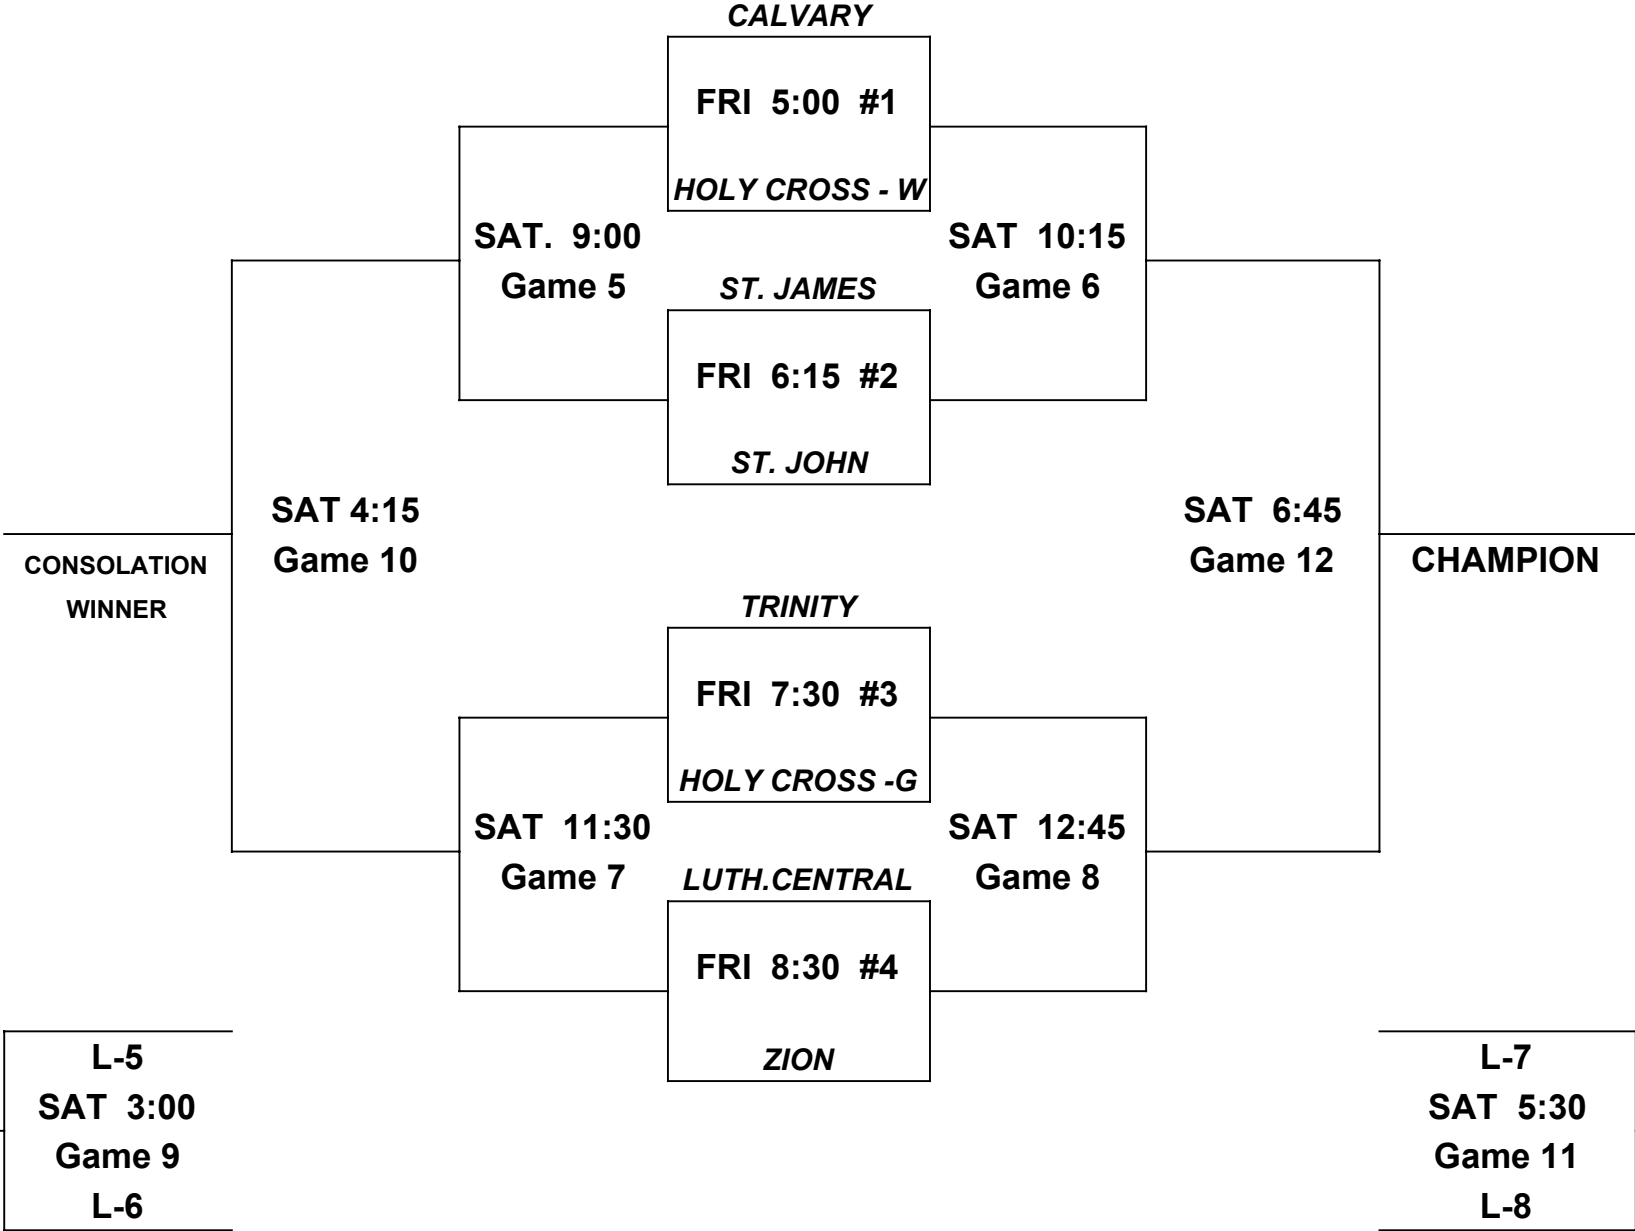 CALVARY
FRI 5:00 #1
HOLY CROSS - W
SAT. 9:00
Game 5
SAT 10:15
Game 6
ST. JAMES
FRI 6:15 #2
ST. JOHN
SAT 4:15
Game 10
SAT 6:45
Game 12
CONSOLATION
WINNER
CHAMPION
TRINITY
FRI 7:30 #3
HOLY CROSS -G
SAT 11:30
Game 7
SAT 12:45
Game 8
LUTH.CENTRAL
FRI 8:30 #4
ZION
L-5
SAT 3:00
Game 9
L-6
L-7
SAT 5:30
Game 11
L-8